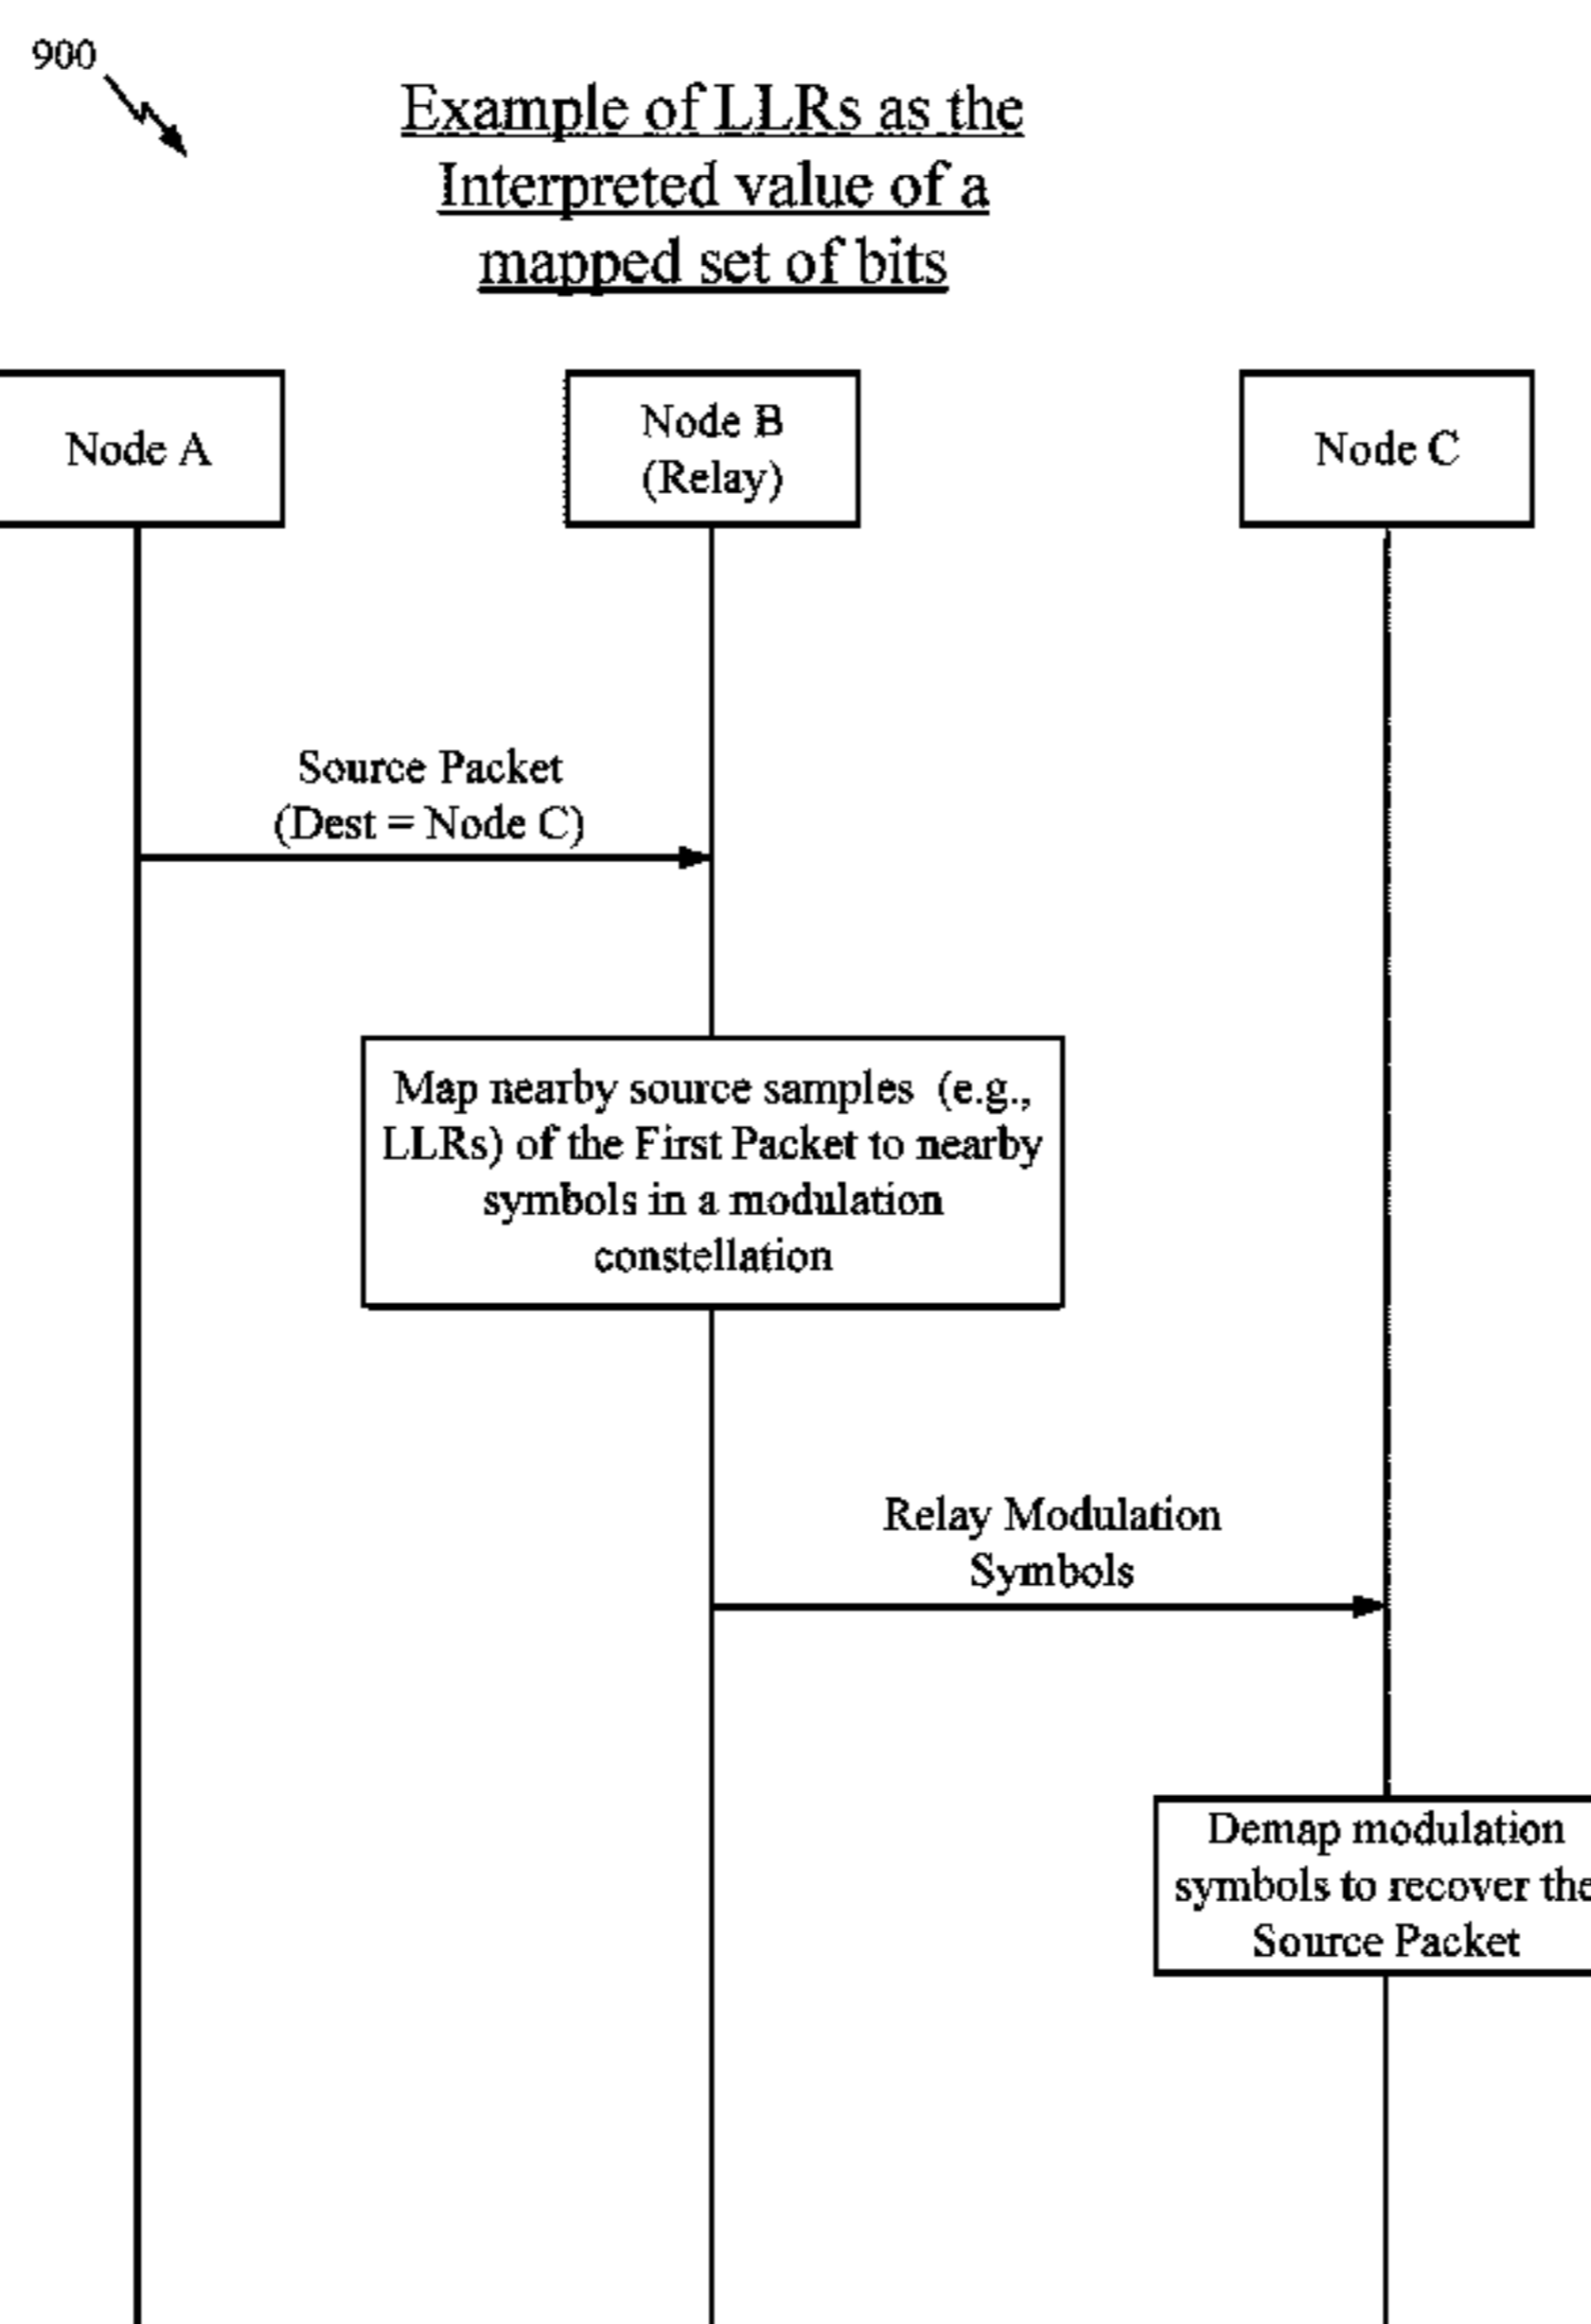 900
Example of LLRs as the
Interpreted value of a
mapped set of bits
Node A
Node B
(Relay)
Node C
Source Packet
(Dest = Node C)
Map nearby source samples (e.g.,
LLRs) of the First Packet to nearby
symbols in a modulation
constellation
Relay Modulation
Symbols
Demap modulation
symbols to recover the
Source Packet